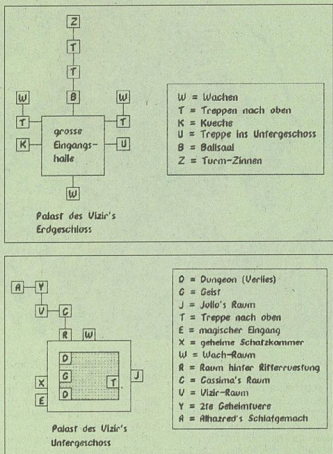 Z
T
T
T
W
B
W
T
T
grosse
Eingangs-
halle
K
U
W
Palast des Vizir's
Erdgeschloss
W = Wachen
T = Treppen nach oben
K = Kueche
U = Treppe ins Untergeschoss
B = Ballsaal
Z = Turm-Zinnen
A
Y
V
C
R
W
D
G
D
T
J
X
E
Palast des Vizir's
Untergeschoss
D = Dungeon (Verlies)
G = Geist
J = Jollo's Raum
T = Treppe nach oben
E = magischer Eingang
X = geheime Schatzkammer
W = Wach-Raum
R = Raum hinter Ritterruestung
C = Cassima's Raum
V = Vizir-Raum
Y = 2te Geheimtuere
A = Alhazred's Schlafgemach